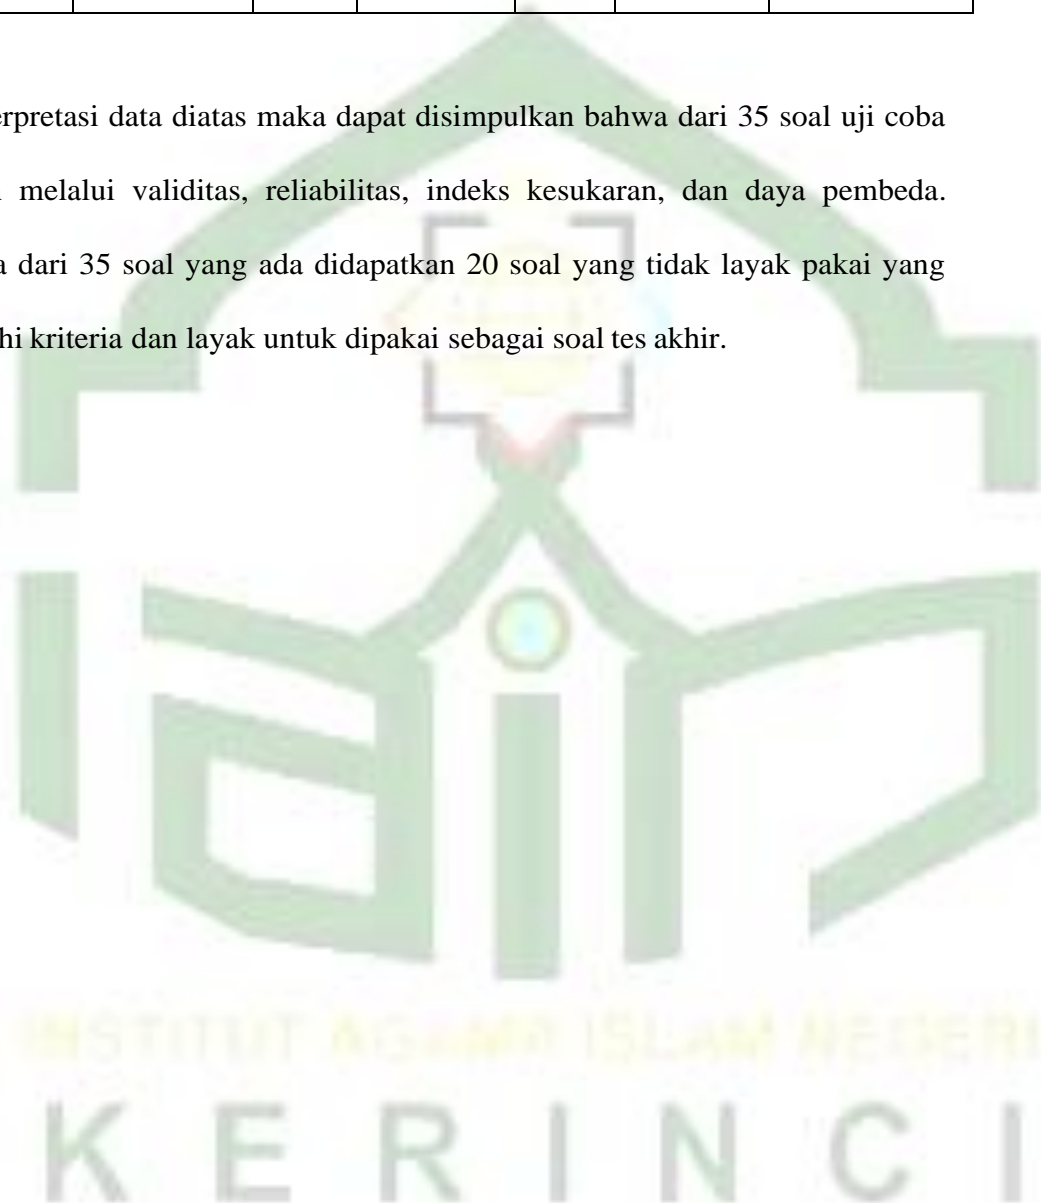 erpretasi data diatas maka dapat disimpulkan bahwa dari 35 soal uji coba
melalui validitas, reliabilitas, indeks kesukaran, dan daya pembeda.
a dari 35 soal yang ada didapatkan 20 soal yang tidak layak pakai yang
hi kriteria dan layak untuk dipakai sebagai soal tes akhir.
iain
INSTITUT AGAMA ISLAM NEGERI
KERINCI